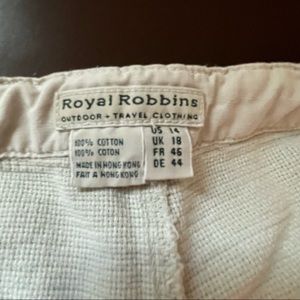 Royal Robbins
OUTDOOR + TRAVEL CLOTHING
100% COTTON
100% COTON
MADE IN HONG KONG
FAIT A HONG KONG
US 14
UK 18
FR 46
DE 44